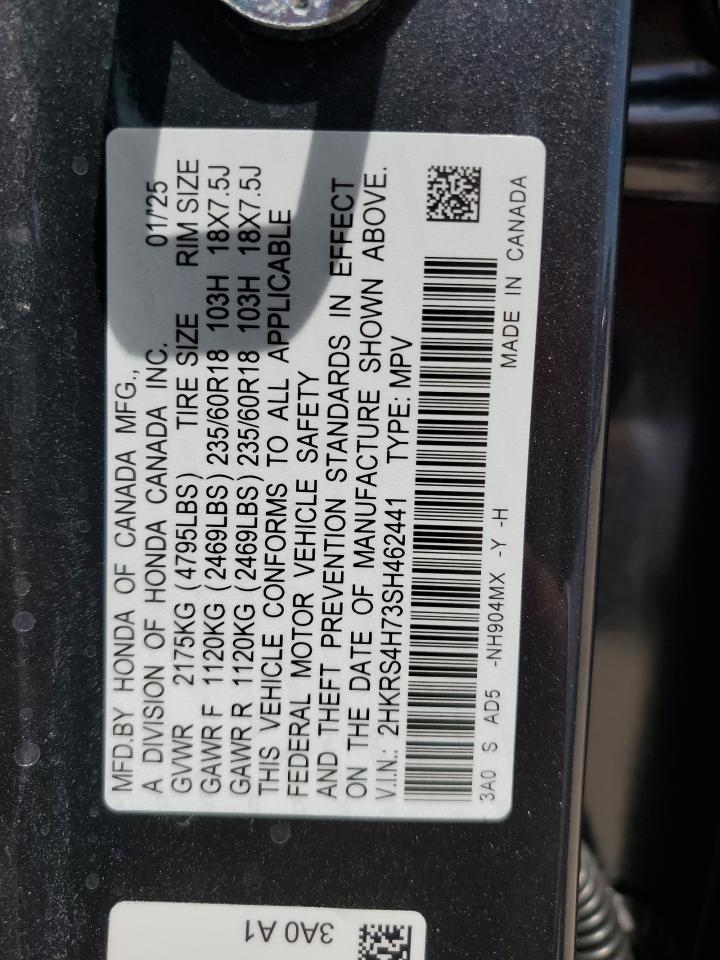 MFD.BY HONDA OF CANADA MFG.,
A DIVISION OF HONDA CANADA INC. 01/'25
GVWR 2175KG (4795LBS) TIRE SIZE RIM SIZE
GAWR F 1120KG (2469LBS) 235/60R18 103H 18X7.5J
GAWR R 1120KG (2469LBS) 235/60R18 103H 18X7.5J
THIS VEHICLE CONFORMS TO ALL APPLICABLE
FEDERAL MOTOR VEHICLE SAFETY
AND THEFT PREVENTION STANDARDS IN EFFECT
ON THE DATE OF MANUFACTURE SHOWN ABOVE.
V.I.N.: 2HKRS4H73SH462441 TYPE: MPV
3A0 S AD5 -NH904MX -Y -H
MADE IN CANADA
3A0 A1